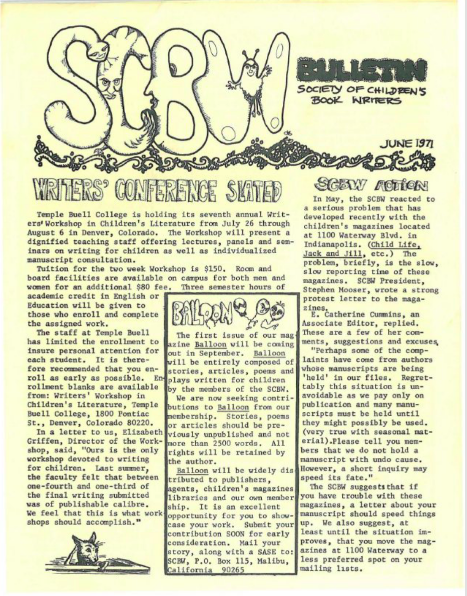 SCBW
BULLETIN
SOCIETY OF CHILDREN'S
BOOK WRITERS
JUNE 1971
WRITERS' CONFERENCE SLATED
Temple Buell College is holding its seventh annual Writ-
ers' Workshop in Children's Literature from July 26 through
August 6 in Denver, Colorado. The Workshop will present a
dignified teaching staff offering lectures, panels and sem-
inars on writing for children as well as individualized
manuscript consultation.
Tuition for the two week Workshop is $150. Room and
board facilities are available on campus for both men and
women for an additional $80 fee. Three semester hours of
academic credit in English or
Education will be given to
those who enroll and complete
the assigned work.
The staff at Temple Buell
has limited the enrollment to
insure personal attention for
each student. It is there-
fore recommended that you en-
roll as early as possible. En-
rollment blanks are available
from: Writers' Workshop in
Children's Literature, Temple
Buell College, 1800 Pontiac
St., Denver, Colorado 80220.
In a letter to us, Elisabeth
Griffen, Director of the Work-
shop, said, "Ours is the only
workshop devoted to writing
for children. Last summer,
the faculty felt that between
one-fourth and one-third of
the final writing submitted
was of publishable calibre.
We feel that this is what work
shops should accomplish."
BALLOON
The first issue of our mag
azine Balloon will be coming
out in September. Balloon
will be entirely composed of
stories, articles, poems and
plays written for children
by the members of the SCBW.
We are now seeking contri-
butions to Balloon from our
membership. Stories, poems
or articles should be pre-
viously unpublished and not
more than 2500 words. All
rights will be retained by
the author.
Balloon will be widely dis
tributed to publishers,
agents, children's magazines
libraries and our own member
ship. It is an excellent
opportunity for you to show-
case your work. Submit your
contribution SOON for early
consideration. Mail your
story, along with a SASE to:
SCBW, P.O. Box 115, Malibu,
California 90265
SCBW ACTION
In May, the SCBW reacted to
a serious problem that has
developed recently with the
children's magazines located
at 1100 Waterway Blvd. in
Indianapolis. (Child Life,
Jack and Jill, etc.) The
problem, briefly, is the slow,
slow reporting time of these
magazines. SCBW President,
Stephen Mooser, wrote a strong
protest letter to the maga-
zines.
E. Catherine Cummins, an
Associate Editor, replied.
These are a few of her com-
ments, suggestions and excuses
"Perhaps some of the comp-
laints have come from authors
whose manuscripts are being
'held' in our files. Regret-
tably this situation is un-
avoidable as we pay only on
publication and many manu-
scripts must be held until
they might possibly be used.
(very true with seasonal mat-
erial).Please tell you mem-
bers that we do not hold a
manuscript with undo cause.
However, a short inquiry may
speed its fate."
The SCBW suggests that if
you have trouble with these
magazines, a letter about your
manuscript should speed things
up. We also suggest, at
least until the situation im-
proves, that you move the mag-
azines at 1100 Waterway to a
less preferred spot on your
mailing lists.